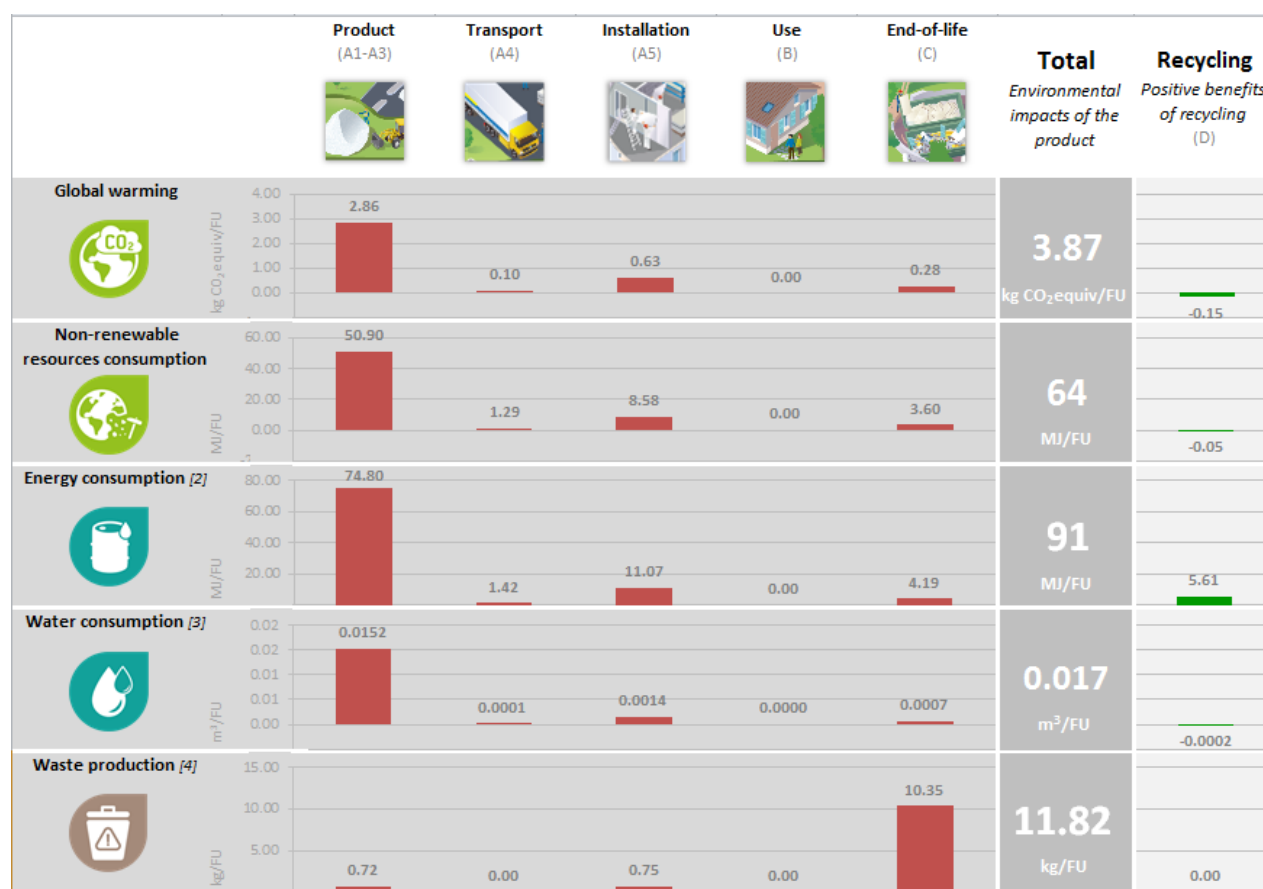 Product
(A1-A3)
Transport
(A4)
Installation
(A5)
Use
(B)
End-of-life
(C)
Total
Environmental
impacts of the
product
Recycling
Positive benefits
of recycling
(D)
Global warming
CO2
kg CO2equiv/FU
4.00
3.00
2.00
1.00
0.00
2.86
0.10
0.63
0.00
0.28
3.87
kg CO2equiv/FU
-0.15
Non-renewable
resources consumption
MJ/FU
60.00
40.00
20.00
0.00
50.90
1.29
8.58
0.00
3.60
64
MJ/FU
-0.05
Energy consumption [2]
MJ/FU
80.00
60.00
40.00
20.00
74.80
1.42
11.07
0.00
4.19
91
MJ/FU
5.61
Water consumption [3]
m³/FU
0.02
0.02
0.01
0.01
0.00
0.0152
0.0001
0.0014
0.0000
0.0007
0.017
m³/FU
-0.0002
Waste production [4]
kg/FU
15.00
10.00
5.00
0.72
0.00
0.75
0.00
10.35
11.82
kg/FU
0.00